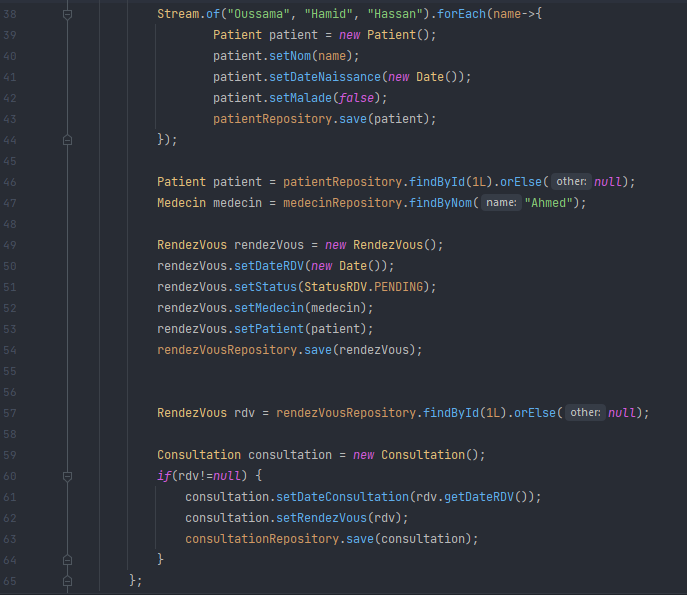 38 Stream.of("Oussama", "Hamid", "Hassan").forEach(name->{
39 Patient patient = new Patient();
40 patient.setNom(name);
41 patient.setDateNaissance(new Date());
42 patient.setMalade(false);
43 patientRepository.save(patient);
44 });
45
46 Patient patient = patientRepository.findById(1L).orElse( other: null);
47 Medecin medecin = medecinRepository.findByNom( name: "Ahmed");
48
49 RendezVous rendezVous = new RendezVous();
50 rendezVous.setDateRDV(new Date());
51 rendezVous.setStatus(StatusRDV.PENDING);
52 rendezVous.setMedecin(medecin);
53 rendezVous.setPatient(patient);
54 rendezVousRepository.save(rendezVous);
55
56
57 RendezVous rdv = rendezVousRepository.findById(1L).orElse( other: null);
58
59 Consultation consultation = new Consultation();
60 if(rdv!=null) {
61 consultation.setDateConsultation(rdv.getDateRDV());
62 consultation.setRendezVous(rdv);
63 consultationRepository.save(consultation);
64 }
65 };